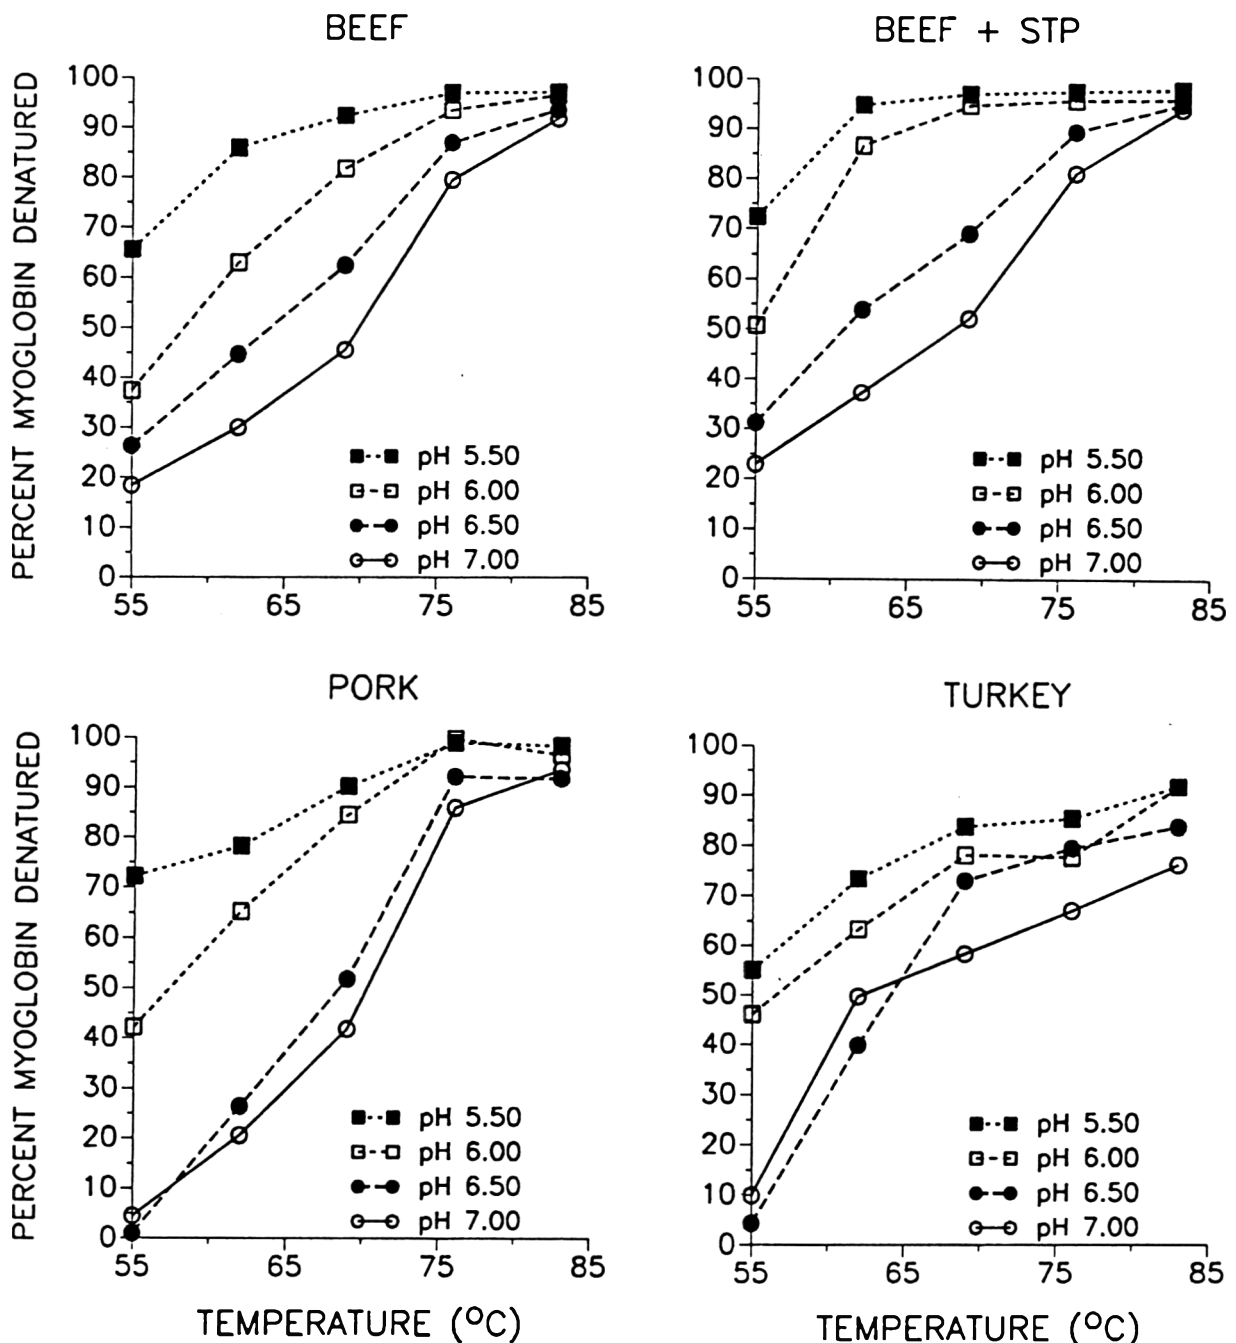 BEEF
PERCENT MYOGLOBIN DENATURED
100
90
80
70
60
50
40
30
20
10
0
55
65
75
85
pH 5.50
pH 6.00
pH 6.50
pH 7.00
BEEF + STP
100
90
80
70
60
50
40
30
20
10
0
55
65
75
85
pH 5.50
pH 6.00
pH 6.50
pH 7.00
PORK
PERCENT MYOGLOBIN DENATURED
100
90
80
70
60
50
40
30
20
10
0
55
65
75
85
pH 5.50
pH 6.00
pH 6.50
pH 7.00
TEMPERATURE (°C)
TURKEY
100
90
80
70
60
50
40
30
20
10
0
55
65
75
85
pH 5.50
pH 6.00
pH 6.50
pH 7.00
TEMPERATURE (°C)